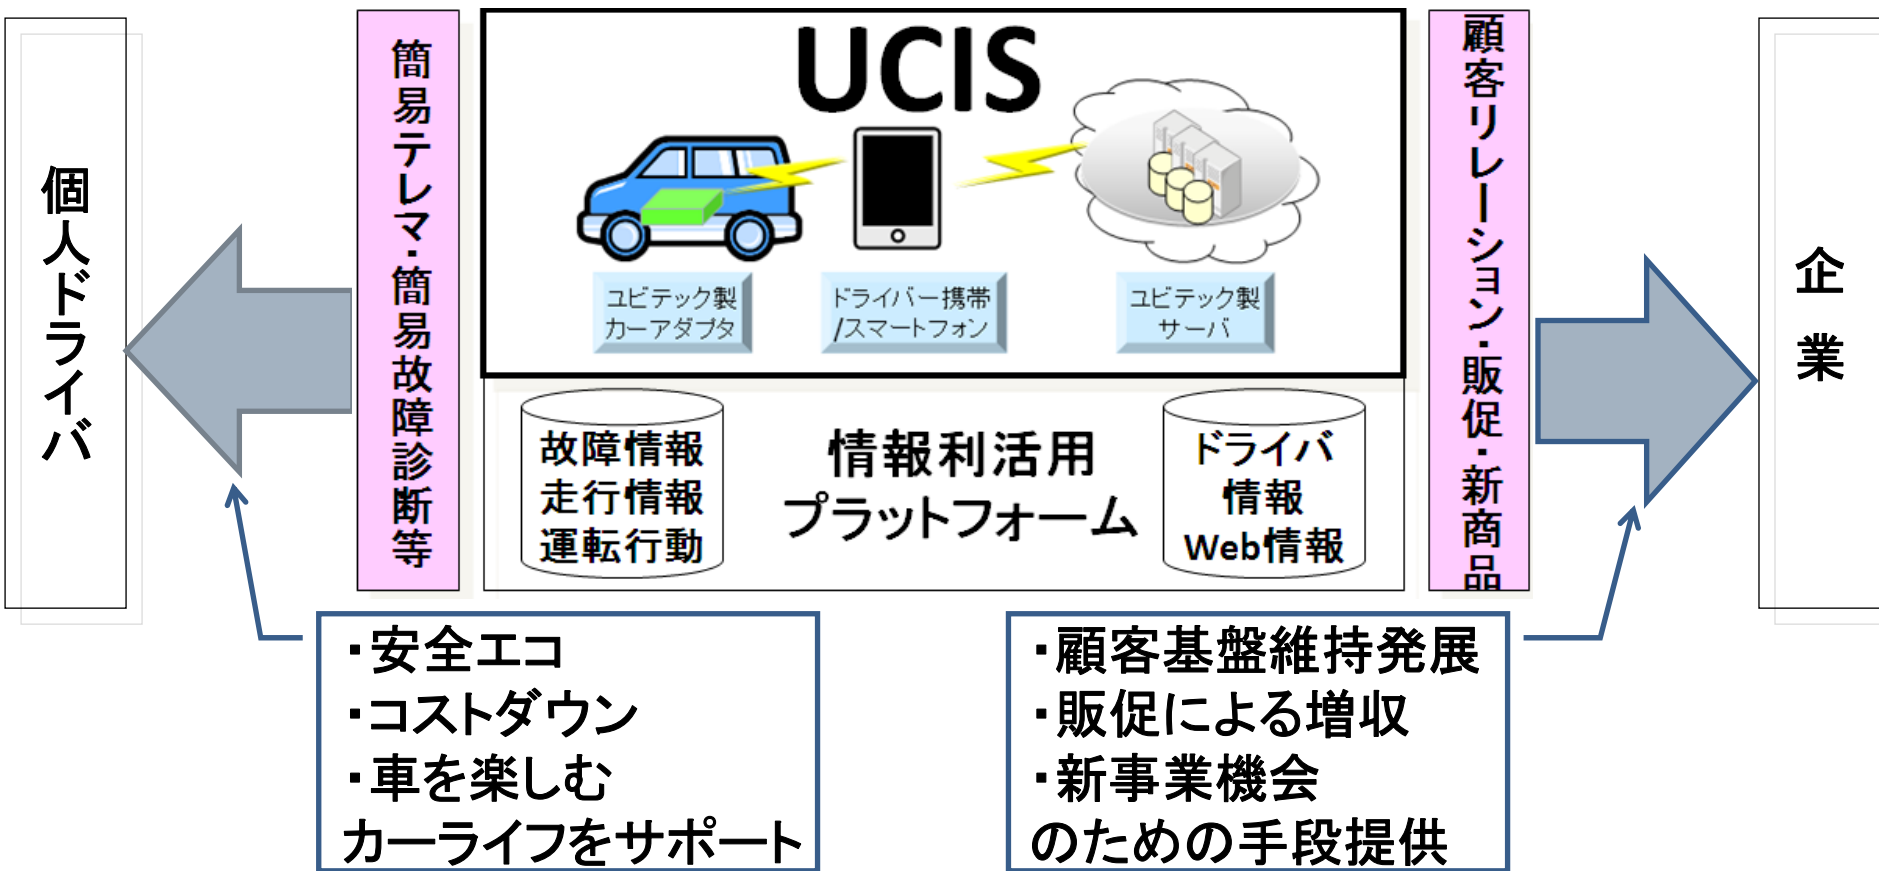 個人ドライバ
簡易テレマ・簡易故障診断等
UCIS
ユビテック製
カーアダプタ
ドライバー携帯
/スマートフォン
ユビテック製
サーバ
故障情報
走行情報
運転行動
情報利活用
プラットフォーム
ドライバ
情報
Web情報
顧客リレーション・販促・新商品
企業
・安全エコ
・コストダウン
・車を楽しむ
カーライフをサポート
・顧客基盤維持発展
・販促による増収
・新事業機会
のための手段提供